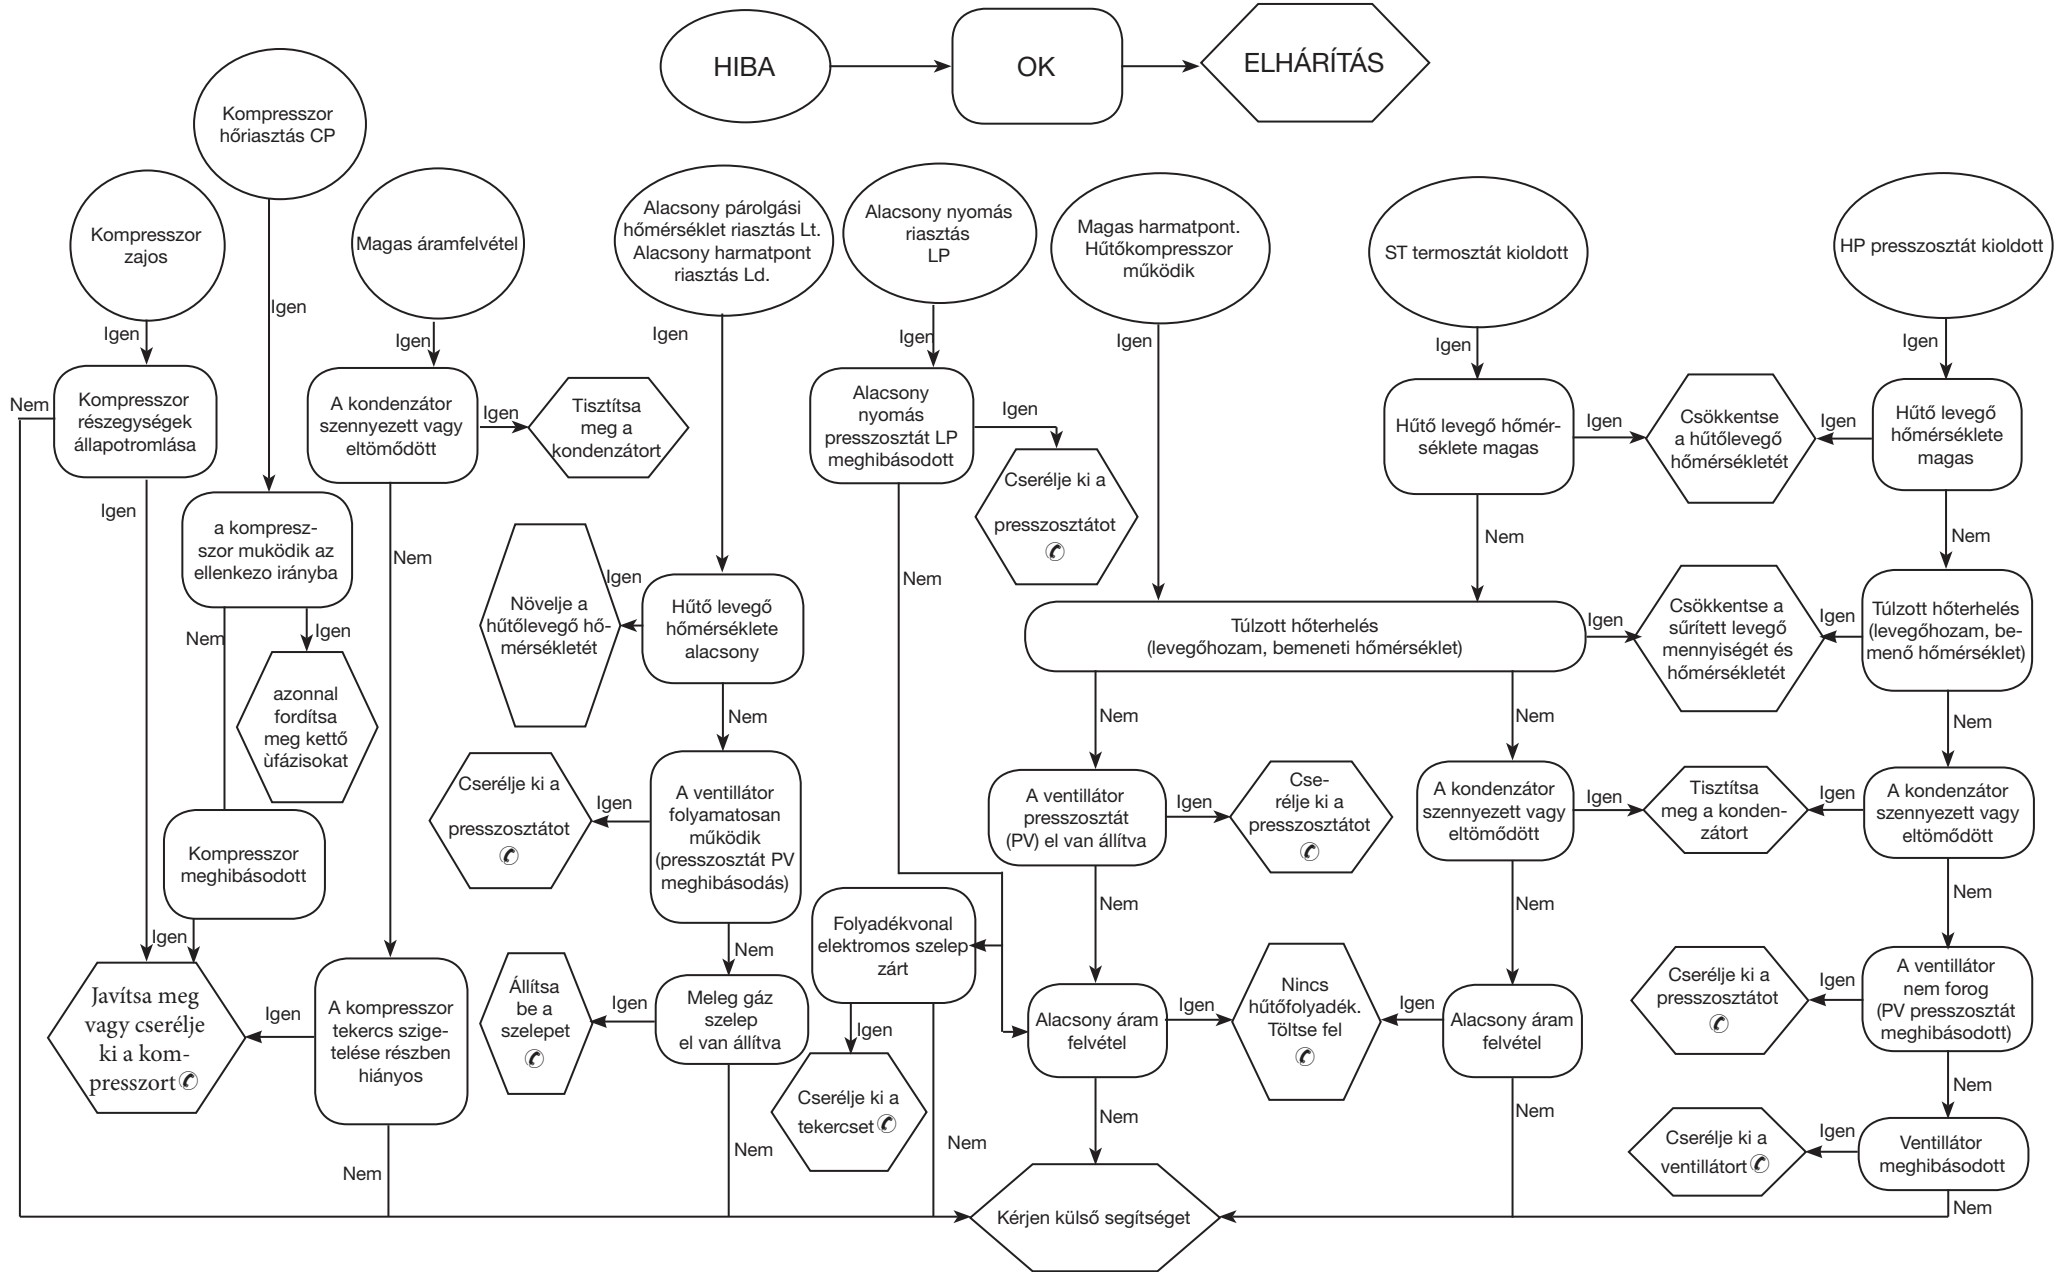 HIBA
OK
ELHÁRÍTÁS
Kompresszor
hőriasztás CP
Kompresszor
zajos
Magas áramfelvétel
Alacsony párolgási
hőmérséklet riasztás Lt.
Alacsony harmatpont
riasztás Ld.
Alacsony nyomás
riasztás
LP
Magas harmatpont.
Hűtőkompresszor
működik
ST termosztát kioldott
HP presszosztát kioldott
Igen
Igen
Igen
Igen
Igen
Igen
Igen
Igen
Nem
Kompresszor
részegységek
állapotromlása
A kondenzátor
szennyezett vagy
eltömődött
Igen
Tisztítsa
meg a
kondenzátort
Alacsony
nyomás
presszosztát LP
meghibásodott
Igen
Cserélje ki a
presszosztátot
✆
Hűtő levegő hőmér-
séklete magas
Igen
Csökkentse
a hűtőlevegő
hőmérsékletét
Igen
Hűtő levegő
hőmérséklete
magas
Igen
a kompresz-
szor muködik az
ellenkezo irányba
Nem
Nem
Nem
Nem
Nem
Igen
azonnal
fordítsa
meg kettő
ùfázisokat
Növelje a
hűtőlevegő hő-
mérsékletét
Igen
Hűtő levegő
hőmérséklete
alacsony
Túlzott hőterhelés
(levegőhozam, bemeneti hőmérséklet)
Igen
Csökkentse a
sűrített levegő
mennyiségét és
hőmérsékletét
Igen
Túlzott hőterhelés
(levegőhozam, be-
menő hőmérséklet)
Nem
Nem
Nem
Nem
Kompresszor
meghibásodott
Cserélje ki a
presszosztátot
✆
Igen
A ventillátor
folyamatosan
működik
(presszosztát PV
meghibásodás)
A ventillátor
presszosztát
(PV) el van állítva
Igen
Cse-
rélje ki a
presszosztátot
✆
A kondenzátor
szennyezett vagy
eltömődött
Igen
Tisztítsa
meg a konden-
zátort
Igen
A kondenzátor
szennyezett vagy
eltömődött
Igen
Nem
Nem
Nem
Nem
Folyadékvonal
elektromos szelep
zárt
Javítsa meg
vagy cserélje
ki a kom-
presszort ✆
Igen
A kompresszor
tekercs szige-
telése részben
hiányos
Állítsa
be a
szelepet
✆
Igen
Meleg gáz
szelep
el van állítva
Igen
Cserélje ki a
tekercset ✆
Alacsony áram
felvétel
Igen
Nincs
hűtőfolyadék.
Töltse fel
✆
Igen
Alacsony áram
felvétel
Cserélje ki a
presszosztátot
✆
Igen
A ventillátor
nem forog
(PV presszosztát
meghibásodott)
Nem
Nem
Nem
Nem
Nem
Nem
Cserélje ki a
ventillátort ✆
Igen
Ventillátor
meghibásodott
Kérjen külső segítséget
Nem